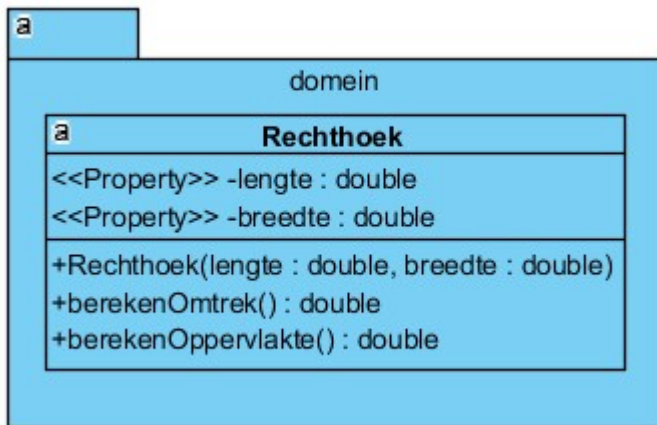 a
domein
a
Rechthoek
<<Property>> -lengte : double
<<Property>> -breedte : double
+Rechthoek(lengte : double, breedte : double)
+berekenOmtrek() : double
+berekenOppervlakte() : double